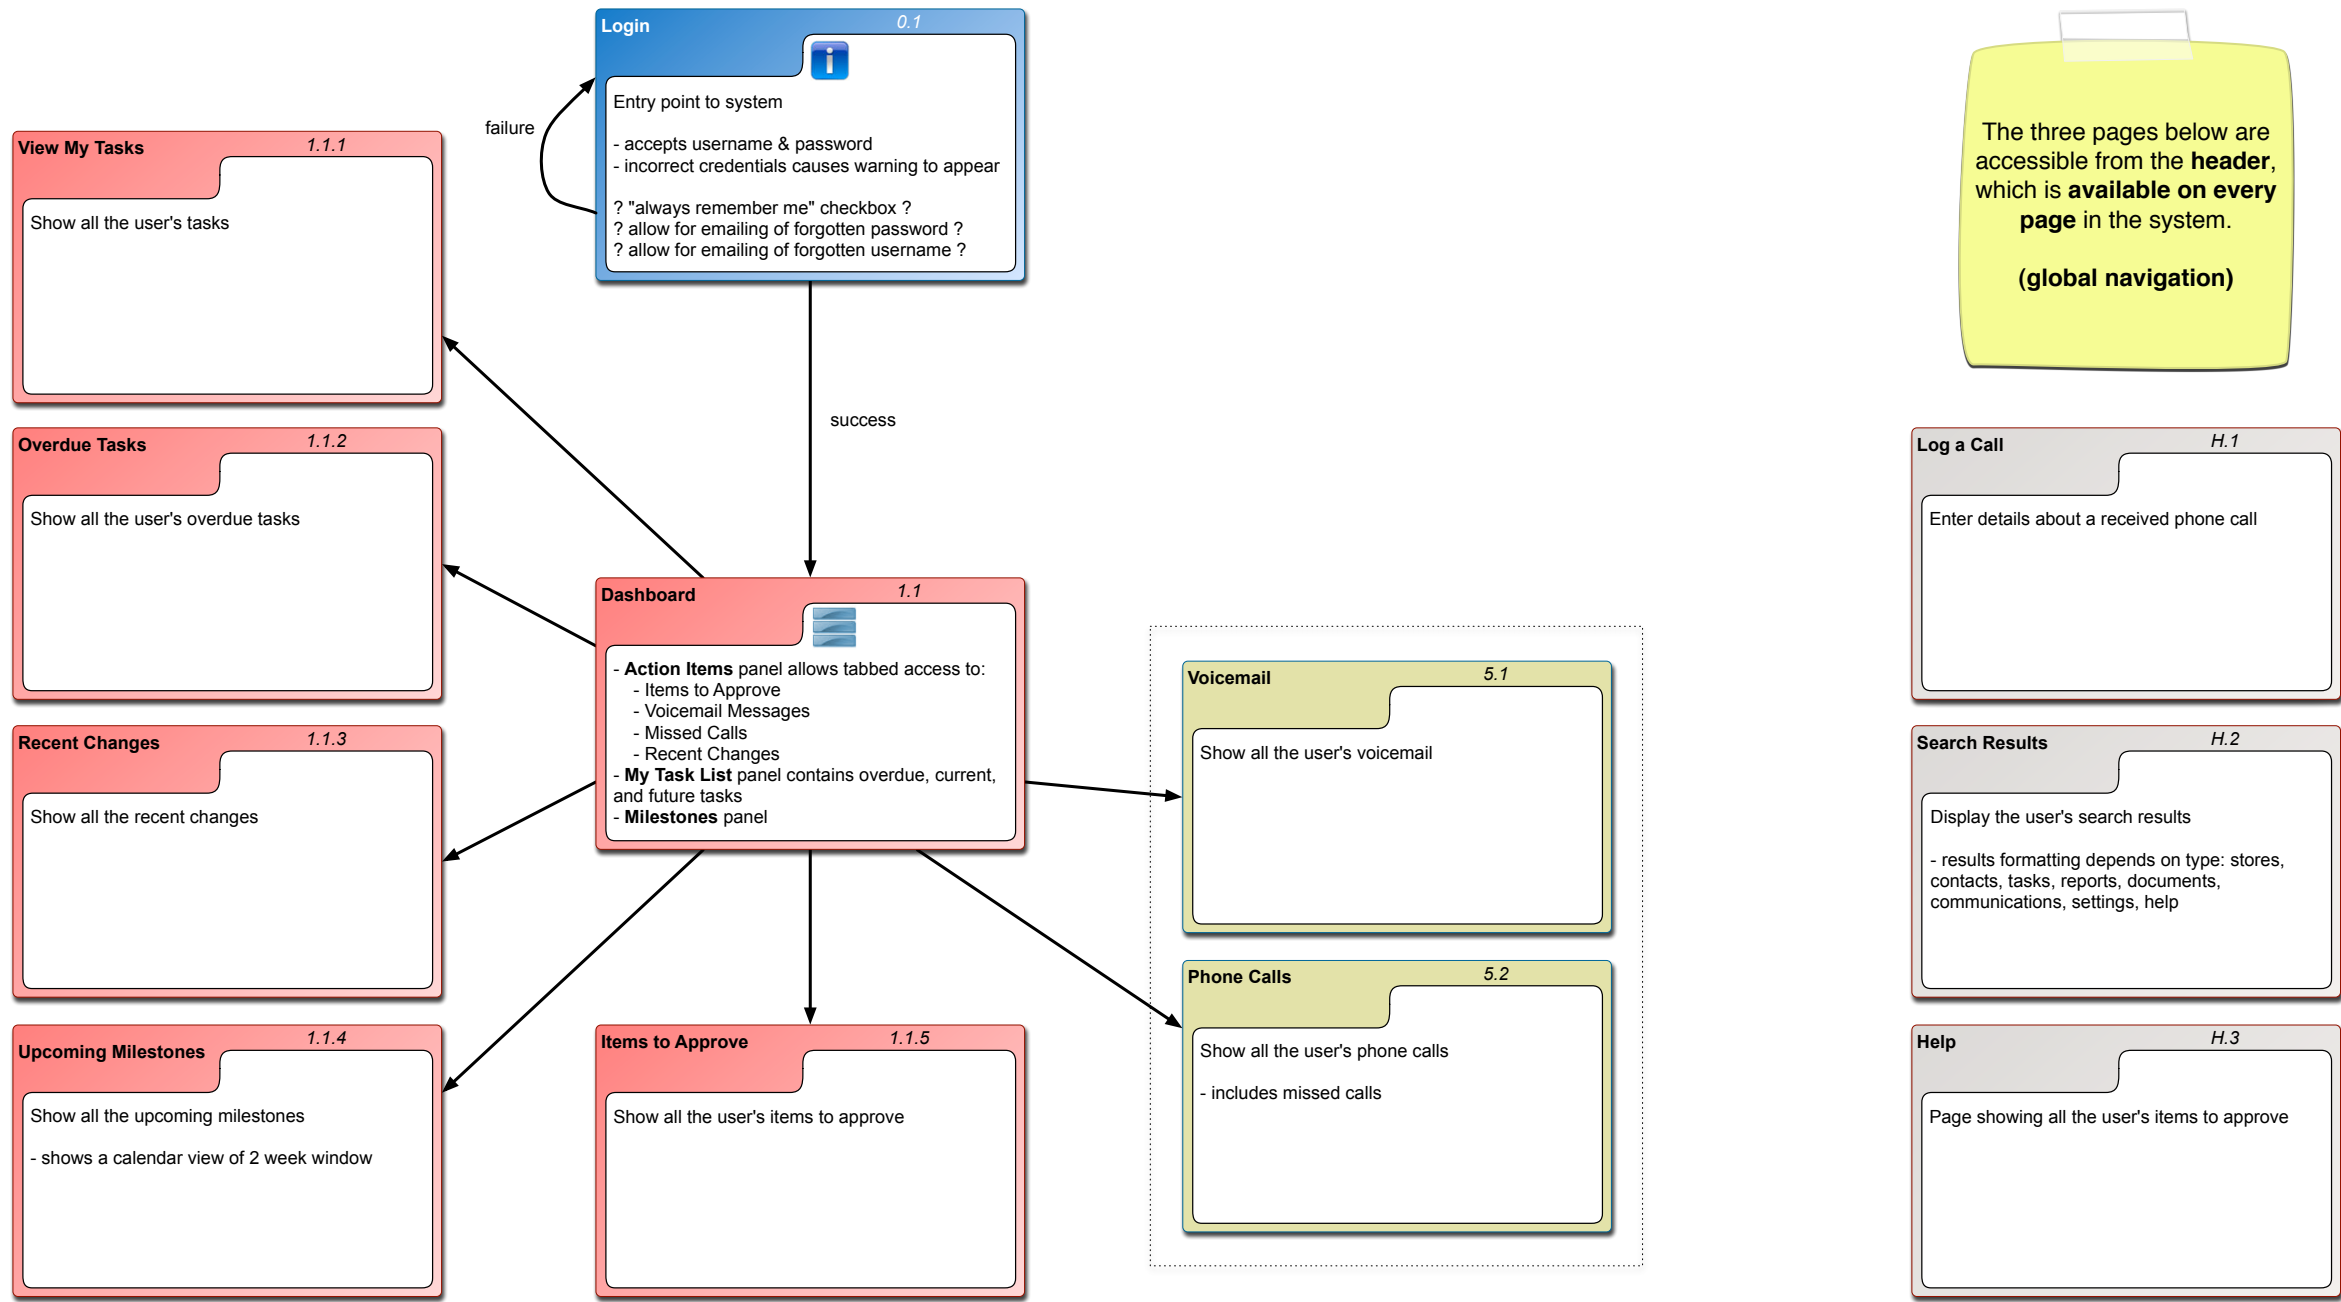 Login
0.1
Entry point to system
- accepts username & password
- incorrect credentials causes warning to appear
? "always remember me" checkbox ?
? allow for emailing of forgotten password ?
? allow for emailing of forgotten username ?
failure
success
The three pages below are
accessible from the header,
which is available on every
page in the system.
(global navigation)
View My Tasks
1.1.1
Show all the user's tasks
Overdue Tasks
1.1.2
Show all the user's overdue tasks
Recent Changes
1.1.3
Show all the recent changes
Upcoming Milestones
1.1.4
Show all the upcoming milestones
- shows a calendar view of 2 week window
Dashboard
1.1
- Action Items panel allows tabbed access to:
- Items to Approve
- Voicemail Messages
- Missed Calls
- Recent Changes
- My Task List panel contains overdue, current,
and future tasks
- Milestones panel
Items to Approve
1.1.5
Show all the user's items to approve
Voicemail
5.1
Show all the user's voicemail
Phone Calls
5.2
Show all the user's phone calls
- includes missed calls
Log a Call
H.1
Enter details about a received phone call
Search Results
H.2
Display the user's search results
- results formatting depends on type: stores,
contacts, tasks, reports, documents,
communications, settings, help
Help
H.3
Page showing all the user's items to approve